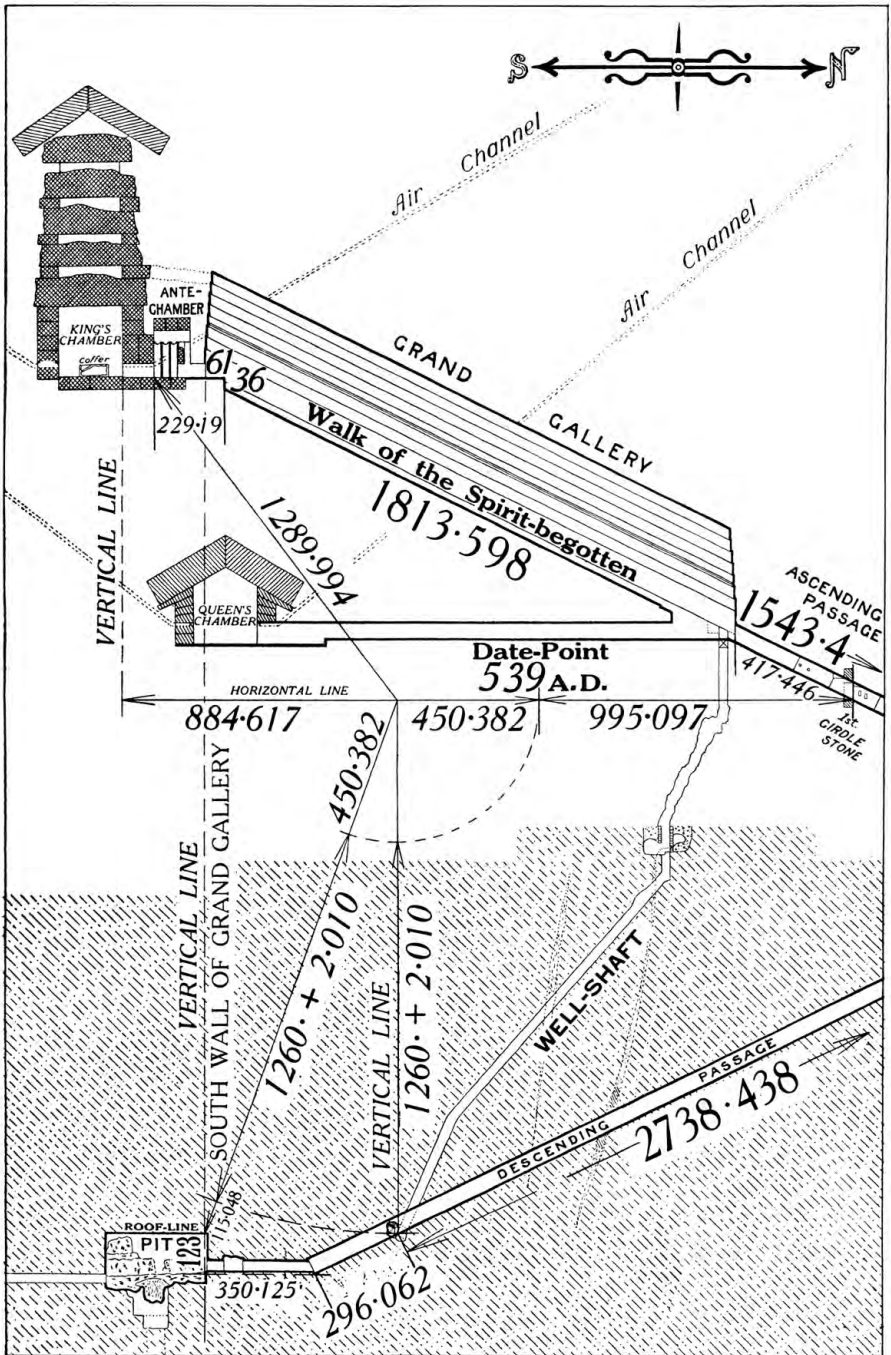 S N
Air Channel
Air Channel
ANTE-
CHAMBER
KING'S
CHAMBER
Coffer
GRAND GALLERY
61
36
229·19
Walk of the Spirit-begotten
1813·598
VERTICAL LINE
1289·994
QUEEN'S
CHAMBER
ASCENDING
PASSAGE
1543·4
417·446
1st.
GIRDLE
STONE
Date-Point
539 A.D.
HORIZONTAL LINE
884·617
450·382
995·097
450·382
VERTICAL LINE
SOUTH WALL OF GRAND GALLERY
1260· + 2·010
VERTICAL LINE
1260· + 2·010
WELL-SHAFT
DESCENDING PASSAGE
2738·438
115·048
ROOF-LINE
PIT
123
350·125
296·062